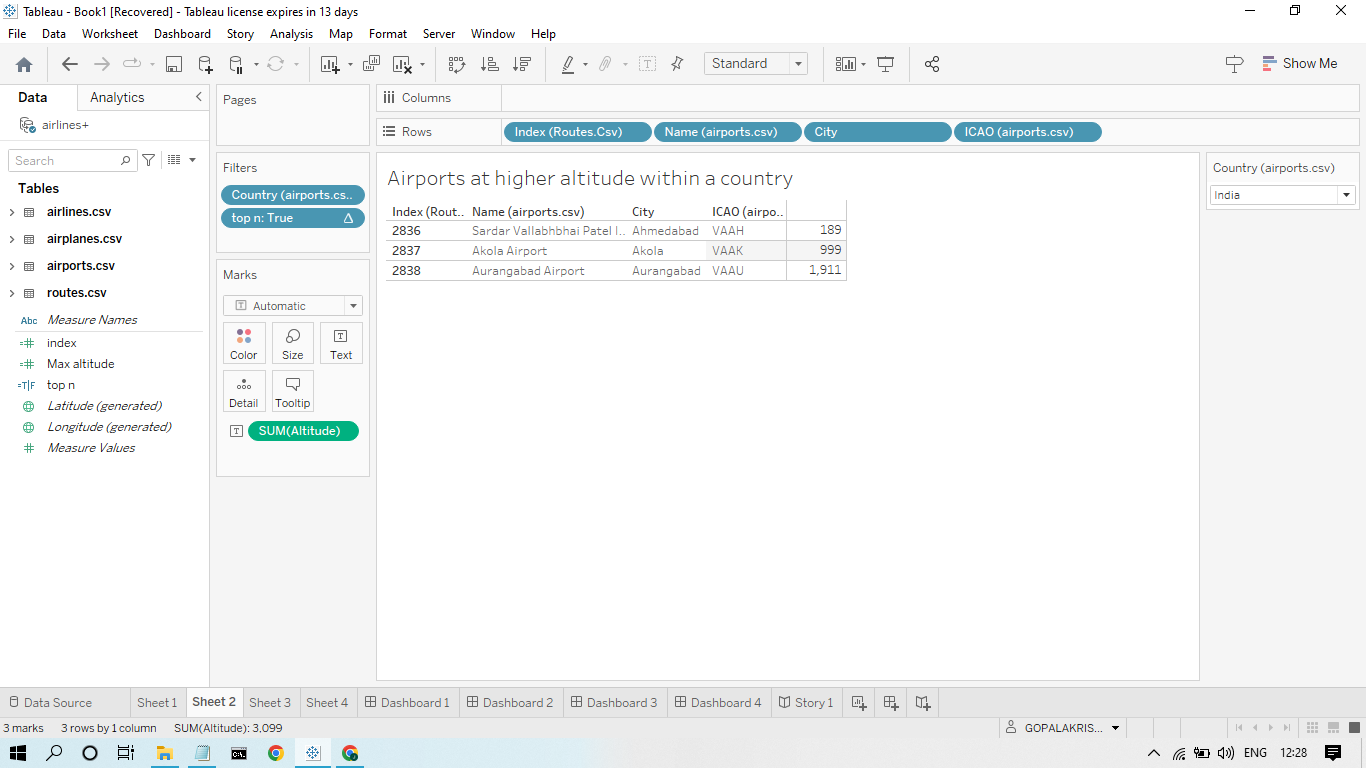 Tableau - Book1 [Recovered] - Tableau license expires in 13 days
File Data Worksheet Dashboard Story Analysis Map Format Server Window Help
Standard
Show Me
Data Analytics
airlines+
Search
Tables
airlines.csv
airplanes.csv
airports.csv
routes.csv
Abc Measure Names
index
Max altitude
=T|F top n
Latitude (generated)
Longitude (generated)
Measure Values
Pages
Filters
Country (airports.cs..
top n: True
Marks
Automatic
Color Size Text
Detail Tooltip
SUM(Altitude)
Columns
Rows Index (Routes.Csv) Name (airports.csv) City ICAO (airports.csv)
Airports at higher altitude within a country
Index (Rout.. Name (airports.csv) City ICAO (airpo..
2836 Sardar Vallabhbhai Patel I.. Ahmedabad VAAH 189
2837 Akola Airport Akola VAAK 999
2838 Aurangabad Airport Aurangabad VAAU 1,911
Country (airports.csv)
India
Data Source Sheet 1 Sheet 2 Sheet 3 Sheet 4 Dashboard 1 Dashboard 2 Dashboard 3 Dashboard 4 Story 1
3 marks 3 rows by 1 column SUM(Altitude): 3,099 GOPALAKRIS...
ENG 12:28